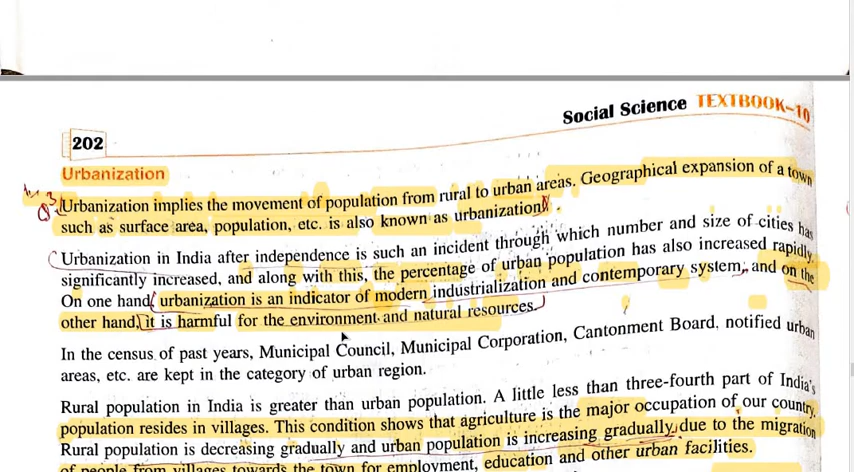 Social Science TEXTBOOK-10
202
Urbanization
Urbanization implies the movement of population from rural to urban areas. Geographical expansion of a town
such as surface area, population, etc. is also known as urbanization.
Urbanization in India after independence is such an incident through which number and size of cities has
significantly increased, and along with this, the percentage of urban population has also increased rapidly.
On one hand urbanization is an indicator of modern industrialization and contemporary system, and on the
other hand, it is harmful for the environment and natural resources.
In the census of past years, Municipal Council, Municipal Corporation, Cantonment Board, notified urban
areas, etc. are kept in the category of urban region.
Rural population in India is greater than urban population. A little less than three-fourth part of India's
population resides in villages. This condition shows that agriculture is the major occupation of our country.
Rural population is decreasing gradually and urban population is increasing gradually due to the migration
of people from villages towards the town for employment, education and other urban facilities.